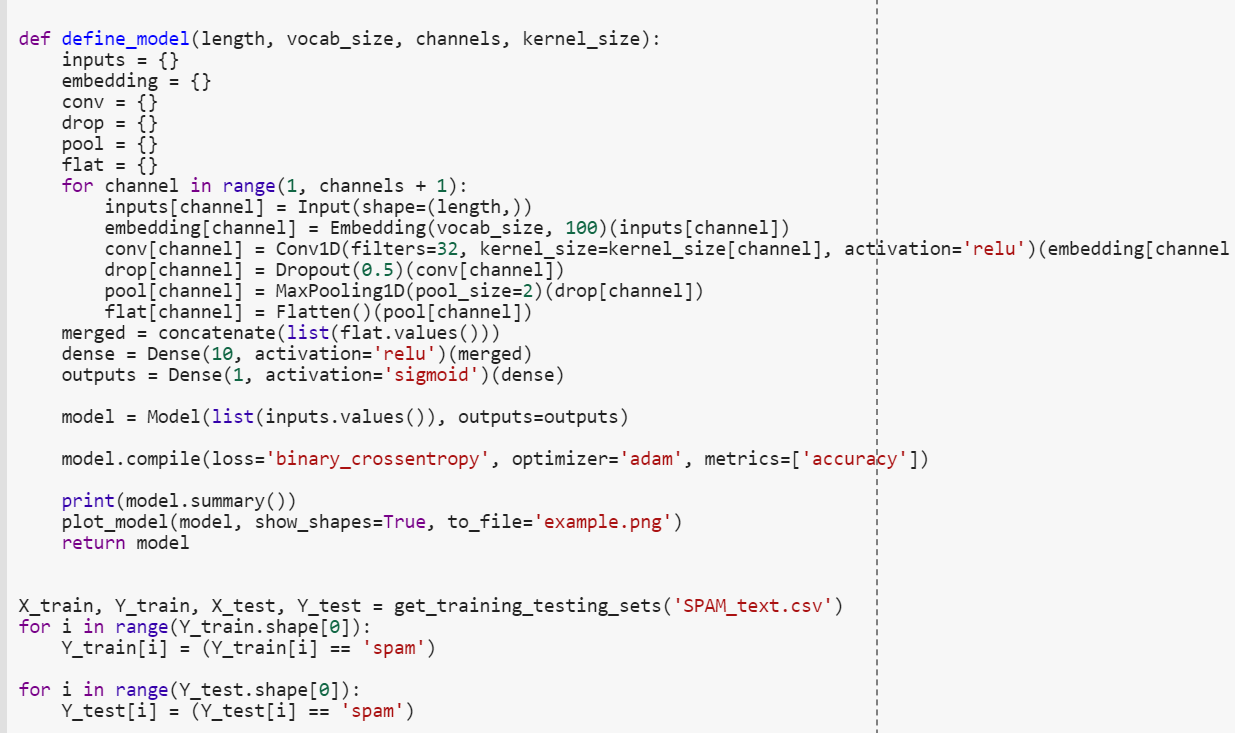 def define_model(length, vocab_size, channels, kernel_size):
    inputs = {}
    embedding = {}
    conv = {}
    drop = {}
    pool = {}
    flat = {}
    for channel in range(1, channels + 1):
        inputs[channel] = Input(shape=(length,))
        embedding[channel] = Embedding(vocab_size, 100)(inputs[channel])
        conv[channel] = Conv1D(filters=32, kernel_size=kernel_size[channel], activation='relu')(embedding[channel
        drop[channel] = Dropout(0.5)(conv[channel])
        pool[channel] = MaxPooling1D(pool_size=2)(drop[channel])
        flat[channel] = Flatten()(pool[channel])
    merged = concatenate(list(flat.values()))
    dense = Dense(10, activation='relu')(merged)
    outputs = Dense(1, activation='sigmoid')(dense)

    model = Model(list(inputs.values()), outputs=outputs)

    model.compile(loss='binary_crossentropy', optimizer='adam', metrics=['accuracy'])

    print(model.summary())
    plot_model(model, show_shapes=True, to_file='example.png')
    return model


X_train, Y_train, X_test, Y_test = get_training_testing_sets('SPAM_text.csv')
for i in range(Y_train.shape[0]):
    Y_train[i] = (Y_train[i] == 'spam')

for i in range(Y_test.shape[0]):
    Y_test[i] = (Y_test[i] == 'spam')